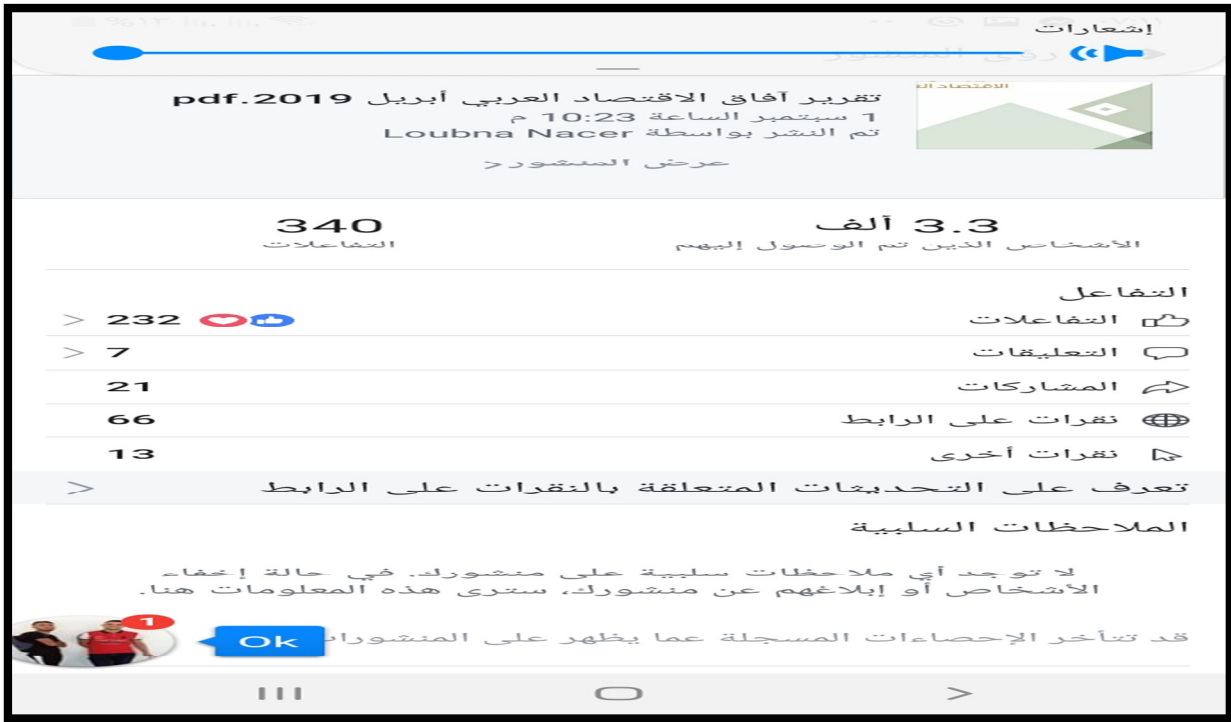 إشعارات
الاقتصاد
تقرير آفاق الاقتصاد العربي أبريل 2019.pdf
1 سبتمبر الساعة 10:23 م
تم النشر بواسطة Loubna Nacer
عرض المنشور
3.3 ألف
340
الأشخاص الذين تم الوصول إليهم
التفاعلات
التفاعل
التفاعلات 232
التعليقات 7
المشاركات 21
نقرات على الرابط 66
نقرات أخرى 13
تعرف على التحديثات المتعلقة بالنقرات على الرابط
الملاحظات السلبية
لا توجد أي ملاحظات سلبية على منشورك. في حالة إخفاء
الأشخاص أو إبلاغهم عن منشورك، سترى هذه المعلومات هنا.
قد تتأخر الإحصاءات المسجلة عما يظهر على المنشورات
Ok
1